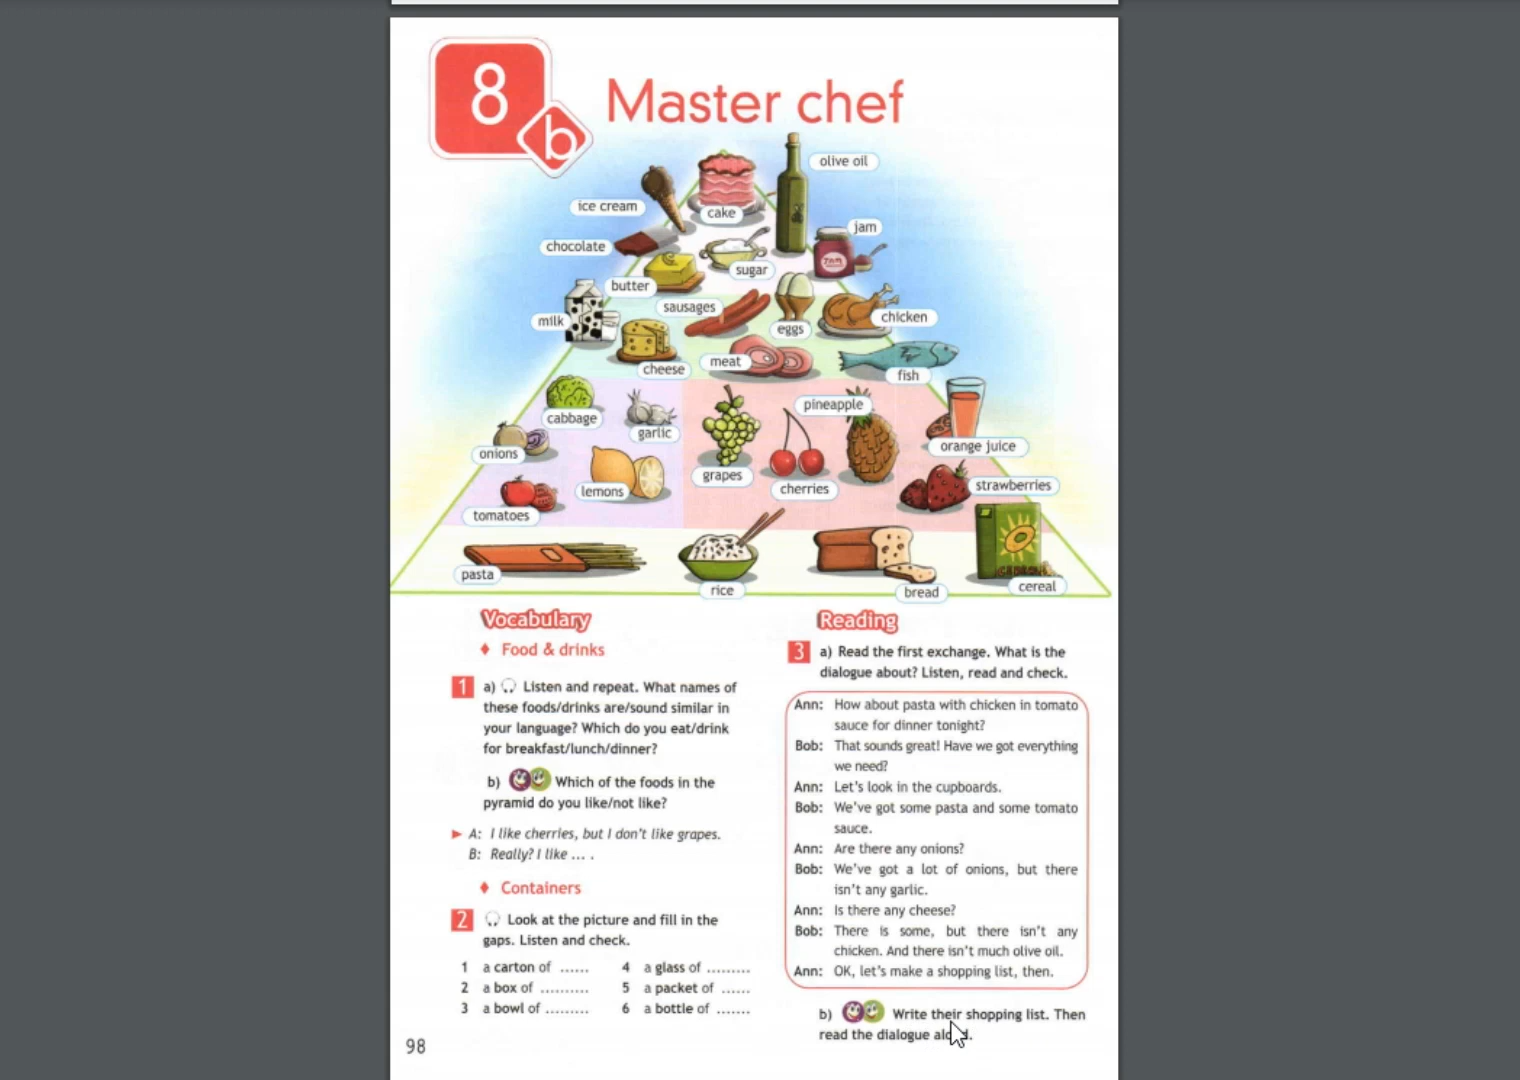 8
b
Master chef
olive oil
ice cream
cake
jam
chocolate
sugar
butter
sausages
milk
eggs
chicken
cheese
meat
fish
cabbage
garlic
pineapple
onions
orange juice
lemons
grapes
cherries
strawberries
tomatoes
pasta
rice
bread
cereal
Vocabulary
♦ Food & drinks
1 a) Listen and repeat. What names of
these foods/drinks are/sound similar in
your language? Which do you eat/drink
for breakfast/lunch/dinner?
b) Which of the foods in the
pyramid do you like/not like?
► A: I like cherries, but I don't like grapes.
B: Really? I like ... .
♦ Containers
2 Look at the picture and fill in the
gaps. Listen and check.
1 a carton of ......
2 a box of ..........
3 a bowl of .........
4 a glass of .........
5 a packet of ......
6 a bottle of .......
98
Reading
3 a) Read the first exchange. What is the
dialogue about? Listen, read and check.
Ann: How about pasta with chicken in tomato
sauce for dinner tonight?
Bob: That sounds great! Have we got everything
we need?
Ann: Let's look in the cupboards.
Bob: We've got some pasta and some tomato
sauce.
Ann: Are there any onions?
Bob: We've got a lot of onions, but there
isn't any garlic.
Ann: Is there any cheese?
Bob: There is some, but there isn't any
chicken. And there isn't much olive oil.
Ann: OK, let's make a shopping list, then.
b) Write their shopping list. Then
read the dialogue aloud.